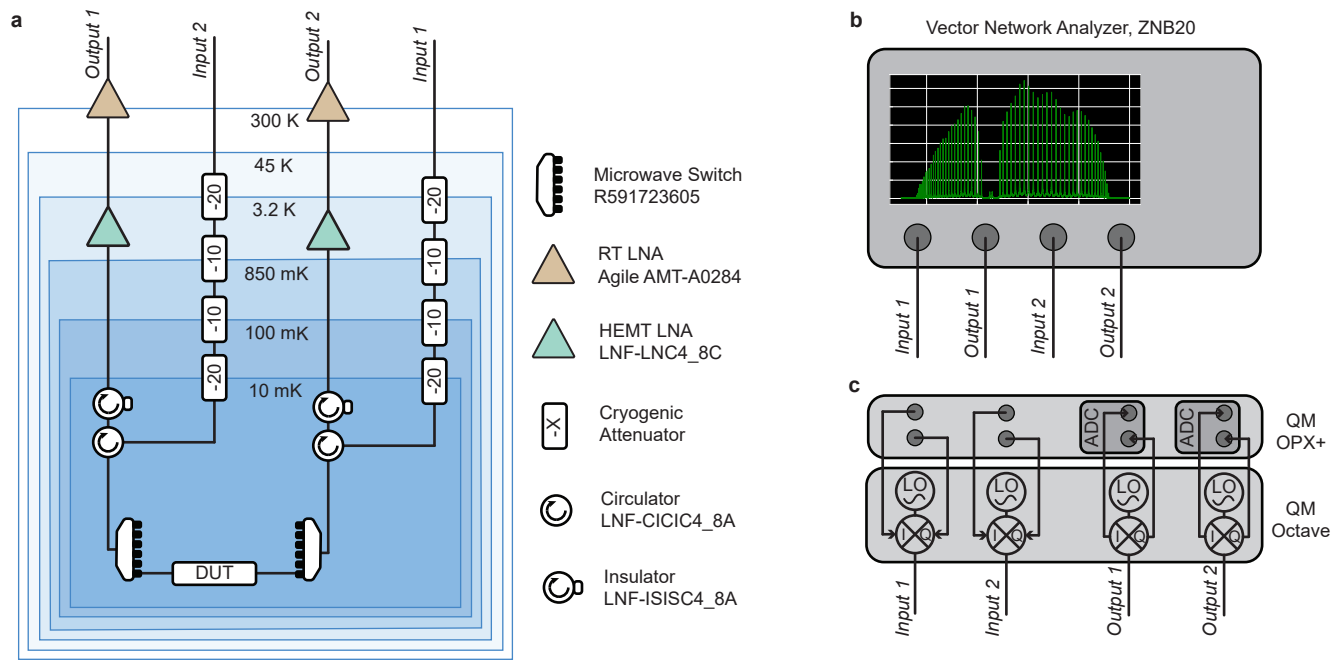 a
Output 1
Input 2
Output 2
Input 1
300 K
45 K
-20
-20
3.2 K
-10
-10
850 mK
-10
-10
100 mK
-20
-20
10 mK
DUT
Microwave Switch
R591723605
RT LNA
Agile AMT-A0284
HEMT LNA
LNF-LNC4_8C
-X
Cryogenic
Attenuator
Circulator
LNF-CICIC4_8A
Insulator
LNF-ISISC4_8A
b
Vector Network Analyzer, ZNB20
Input 1
Output 1
Input 2
Output 2
c
ADC
ADC
QM
OPX+
LO
LO
LO
LO
I Q
I Q
I Q
I Q
QM
Octave
Input 1
Input 2
Output 1
Output 2